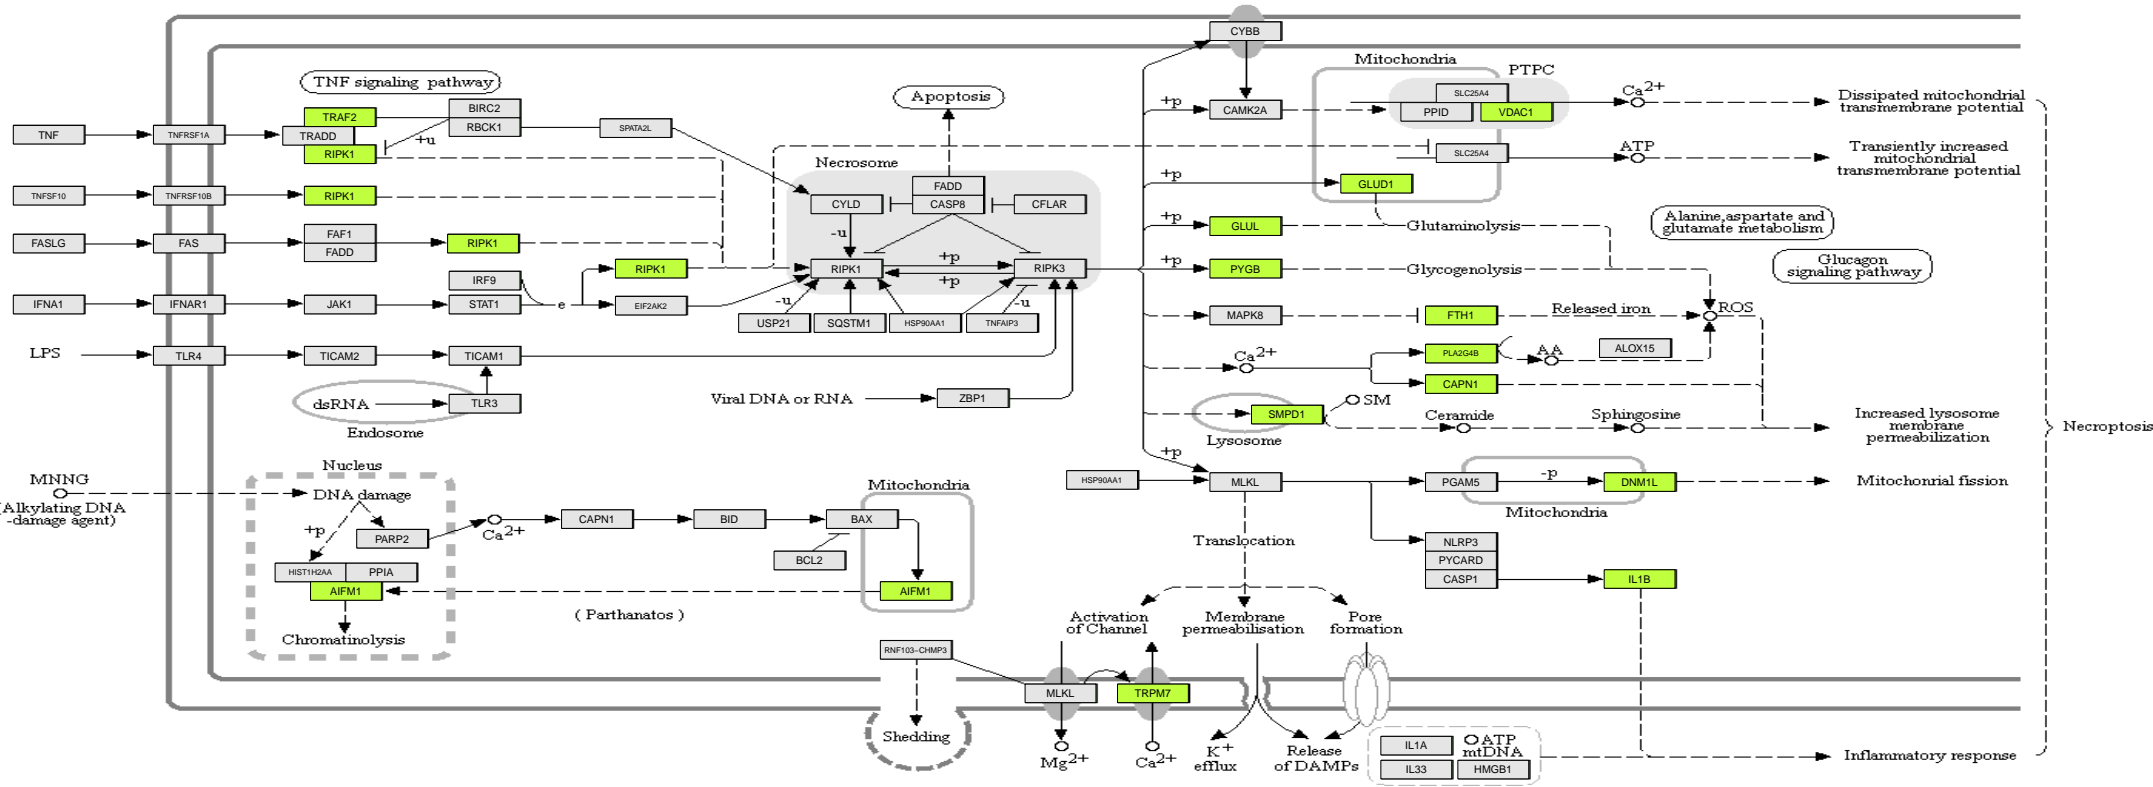 CYBB
Mitochondria
PTPC
TNF signaling pathway
Apoptosis
SLC25A4
Ca2+
Dissipated mitochondrial
transmembrane potential
TRAF2
BIRC2
+p
CAMK2A
PPID
VDAC1
TNF
TNFRSF1A
TRADD
RBCK1
SPATA2L
+u
RIPK1
Necrosome
SLC25A4
ATP
Transiently increased
mitochondrial
transmembrane potential
+p
GLUD1
TNFSF10
TNFRSF10B
RIPK1
FADD
CYLD
CASP8
CFLAR
+p
GLUL
Glutaminolysis
Alanine,aspartate and
glutamate metabolism
FASLG
FAS
FAF1
FADD
RIPK1
-u
RIPK1
RIPK1
+p
+p
RIPK3
+p
PYGB
Glycogenolysis
Glucagon
signaling pathway
IRF9
IFNA1
IFNAR1
JAK1
STAT1
e
EIF2AK2
-u
-u
USP21
SQSTM1
HSP90AA1
TNFAIP3
MAPK8
FTH1
Released iron
ROS
LPS
TLR4
TICAM2
TICAM1
Ca2+
PLA2G4B
AA
ALOX15
CAPN1
dsRNA
TLR3
Endosome
Viral DNA or RNA
ZBP1
SMPD1
SM
Lysosome
Ceramide
Sphingosine
Increased lysosome
membrane
permeabilization
Necroptosis
+p
HSP90AA1
MLKL
PGAM5
-p
DNM1L
Mitochonrial fission
Mitochondria
MNNG
(Alkylating DNA
-damage agent)
Nucleus
DNA damage
+p
PARP2
Ca2+
CAPN1
BID
BAX
Mitochondria
BCL2
HIST1H2AA
PPIA
AIFM1
AIFM1
( Parthanatos )
Chromatinolysis
Translocation
NLRP3
PYCARD
CASP1
IL1B
Activation
of Channel
Membrane
permeabilisation
Pore
formation
RNF103-CHMP3
MLKL
TRPM7
Shedding
Mg2+
Ca2+
K+
efflux
Release
of DAMPs
IL1A
ATP
mtDNA
IL33
HMGB1
Inflammatory response